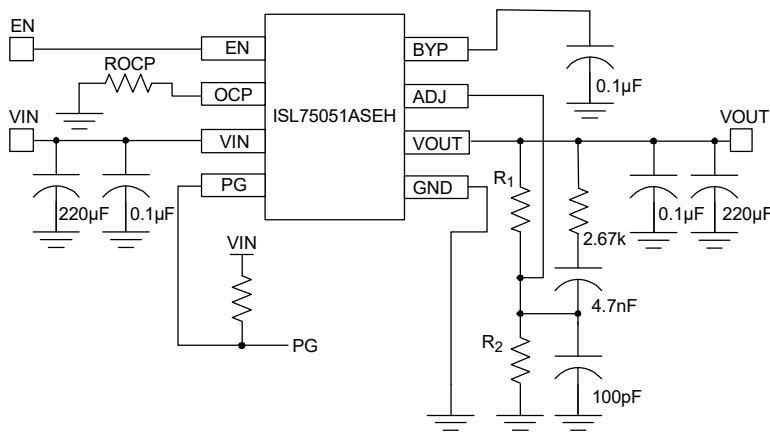 EN
EN
BYP
ROCP
OCP
ISL75051ASEH
ADJ
0.1µF
VIN
VIN
VOUT
VOUT
PG
GND
R1
220µF
0.1µF
0.1µF
220µF
2.67k
VIN
4.7nF
PG
R2
100pF